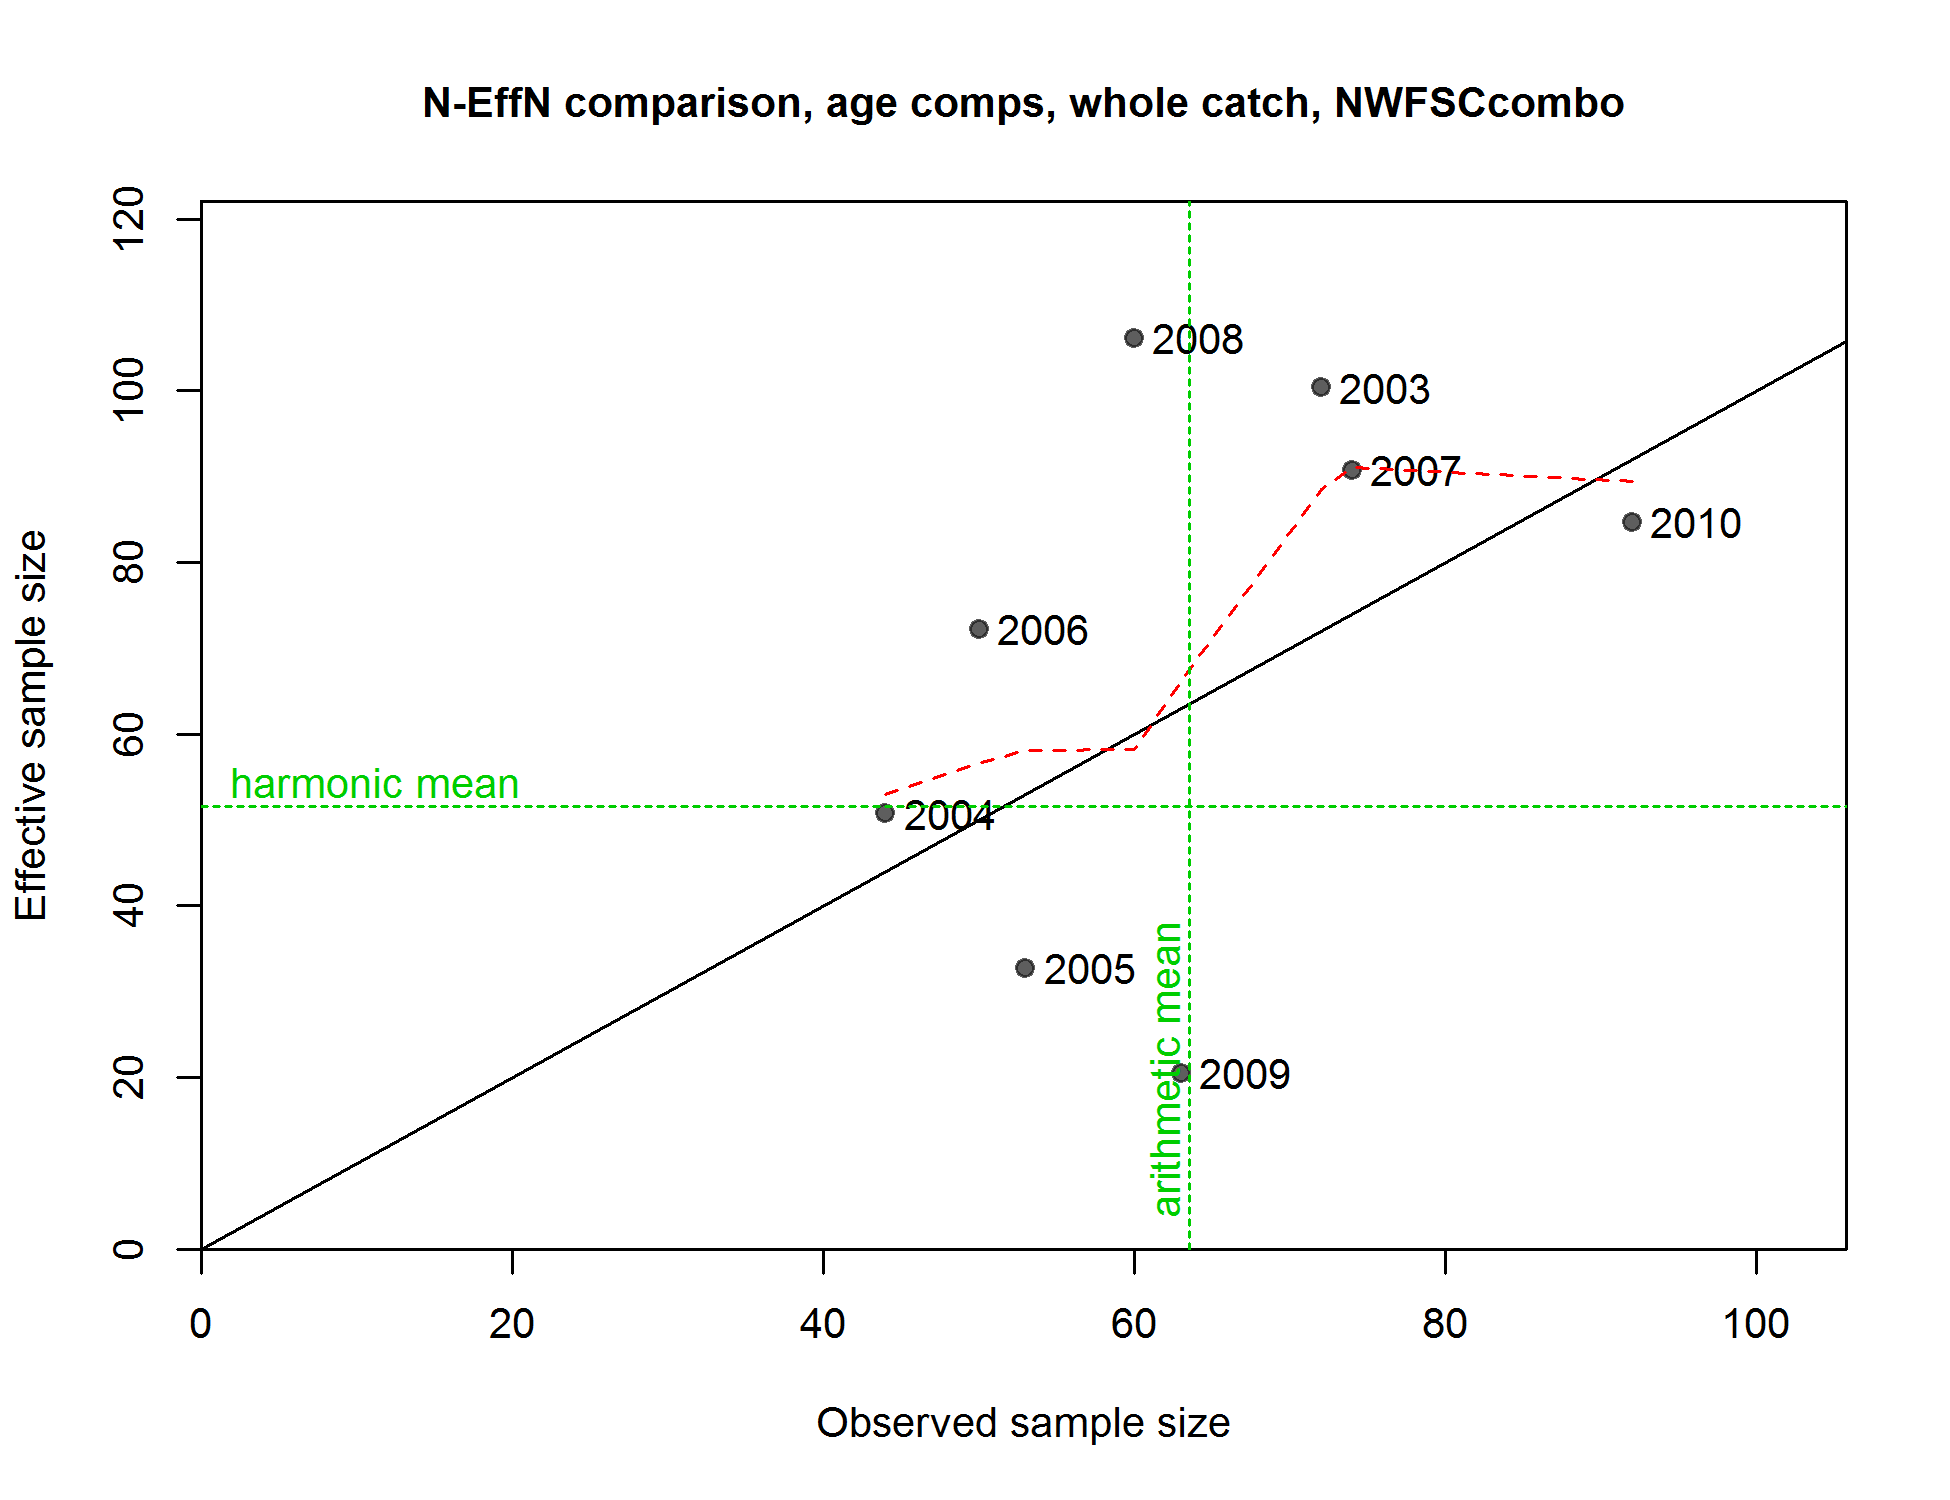 N-EffN comparison, age comps, whole catch, NWFSCcombo
120
100
80
60
40
20
0
Effective sample size
2008
2003
2007
2010
2006
harmonic mean
2004
2005
arithmetic mean
2009
0 20 40 60 80 100
Observed sample size